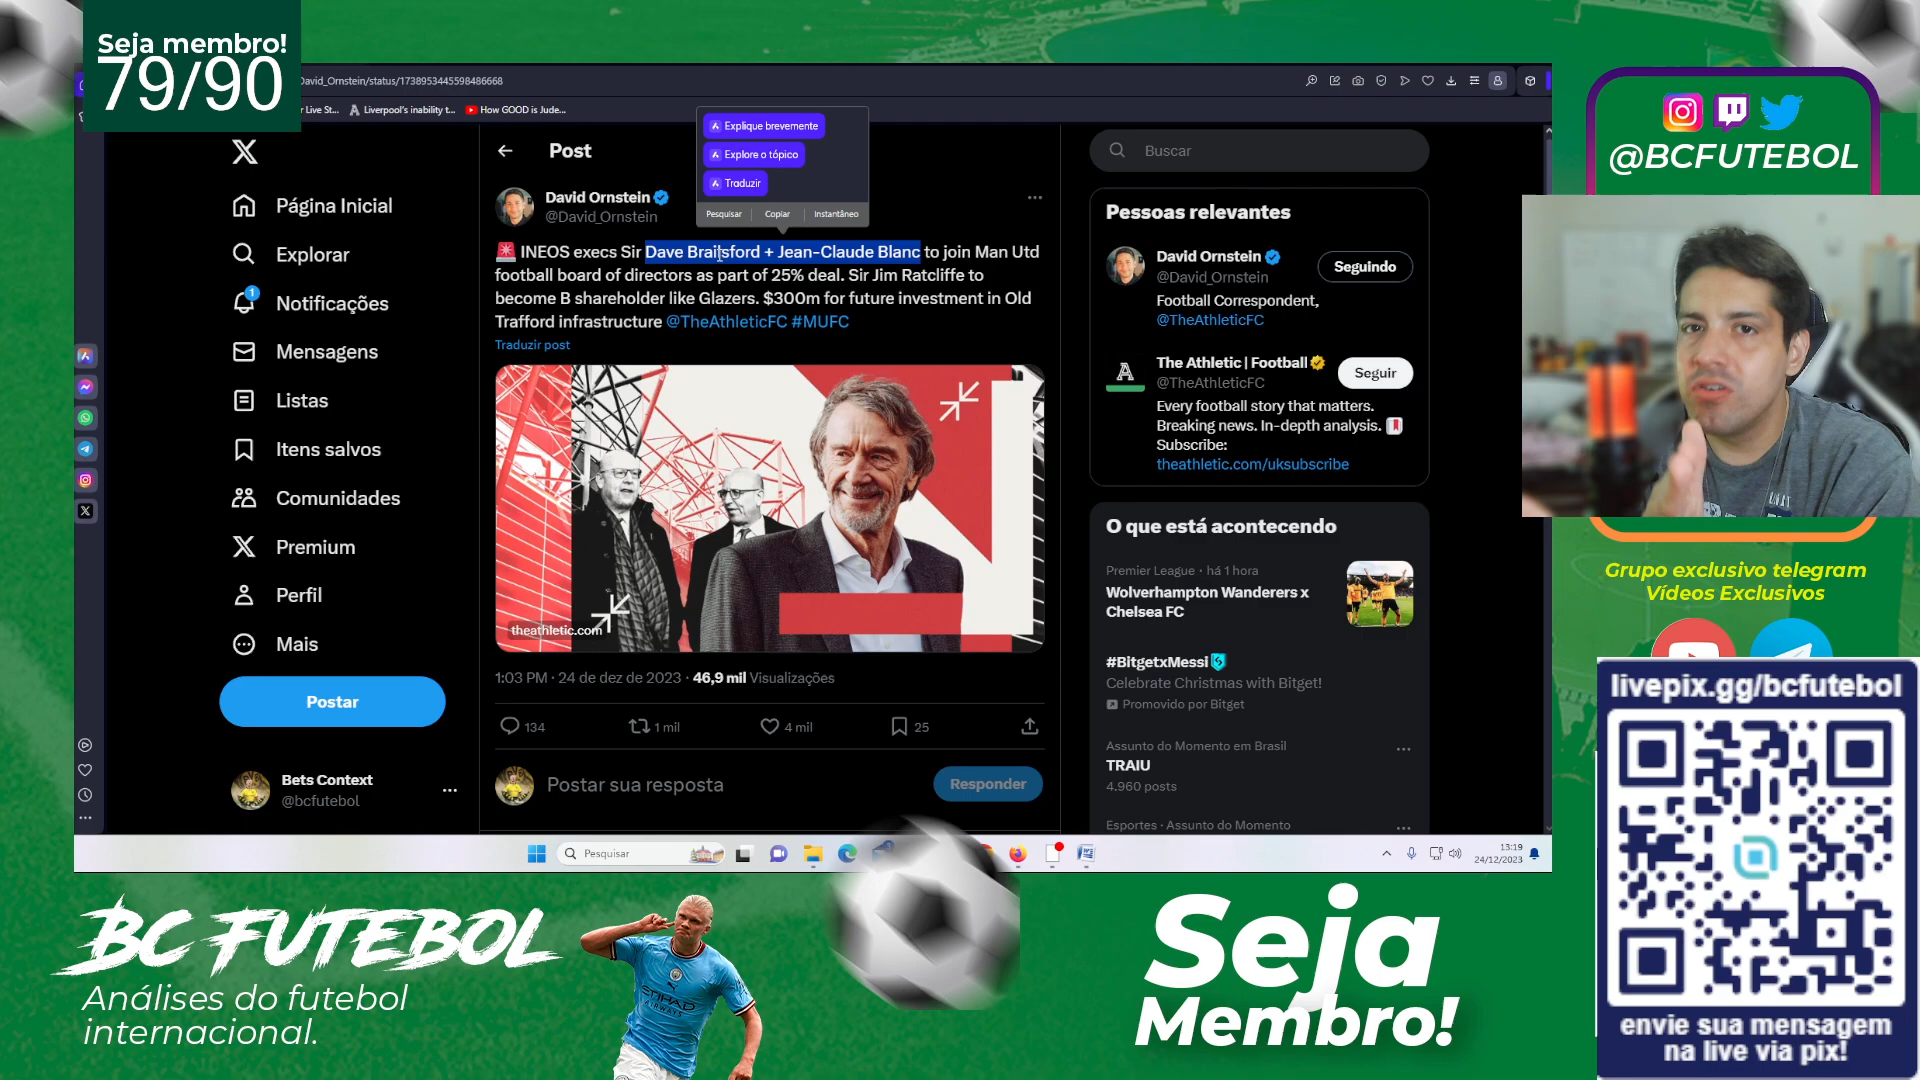 Seja membro!
79/90
David_Ornstein/status/1738953445598486668
r Live St...
Liverpool's inability t...
How GOOD is Jude...
Explique brevemente
Explore o tópico
Traduzir
Pesquisar
Copiar
Instantâneo
Página Inicial
Explorar
1
Notificações
Mensagens
Listas
Itens salvos
Comunidades
Premium
Perfil
Mais
Postar
Bets Context
@bcfutebol
Post
David Ornstein
@David_Ornstein
INEOS execs Sir Dave Brailsford + Jean-Claude Blanc to join Man Utd
football board of directors as part of 25% deal. Sir Jim Ratcliffe to
become B shareholder like Glazers. $300m for future investment in Old
Trafford infrastructure @TheAthleticFC #MUFC
Traduzir post
theathletic.com
1:03 PM · 24 de dez de 2023 · 46,9 mil Visualizações
134
1 mil
4 mil
25
Postar sua resposta
Responder
Buscar
Pessoas relevantes
David Ornstein
@David_Ornstein
Seguindo
Football Correspondent,
@TheAthleticFC
The Athletic | Football
@TheAthleticFC
Seguir
Every football story that matters.
Breaking news. In-depth analysis.
Subscribe:
theathletic.com/uksubscribe
O que está acontecendo
Premier League · há 1 hora
Wolverhampton Wanderers x
Chelsea FC
#BitgetxMessi
Celebrate Christmas with Bitget!
Promovido por Bitget
Assunto do Momento em Brasil
TRAIU
4.960 posts
Esportes · Assunto do Momento
Pesquisar
13:19
24/12/2023
@BCFUTEBOL
Grupo exclusivo telegram
Vídeos Exclusivos
livepix.gg/bcfutebol
envie sua mensagem
na live via pix!
BC FUTEBOL
Análises do futebol
internacional.
ETIHAD
AIRWAYS
Seja
Membro!